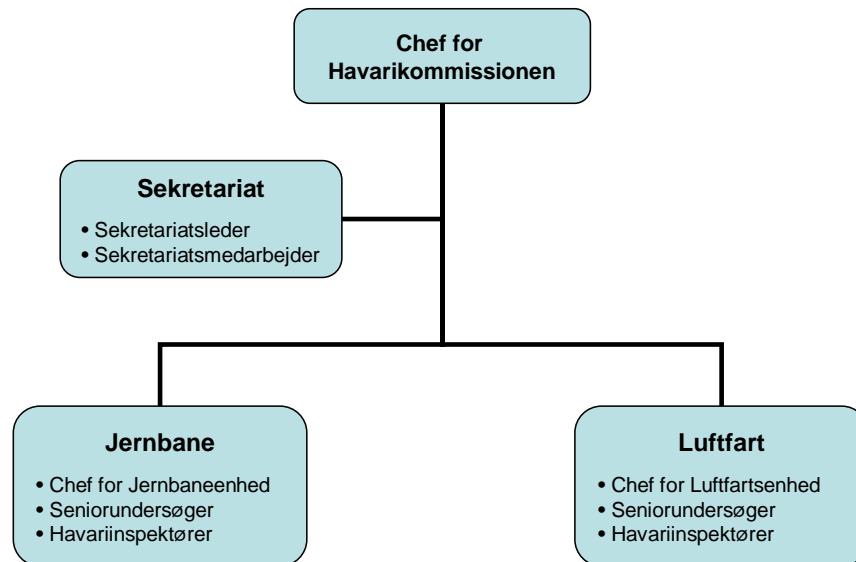 Chef for
Havarikommissionen
Sekretariat
• Sekretariatsleder
• Sekretariatsmedarbejder
Jernbane
• Chef for Jernbaneenhed
• Seniorundersøger
• Havariinspektører
Luftfart
• Chef for Luftfartsenhed
• Seniorundersøger
• Havariinspektører